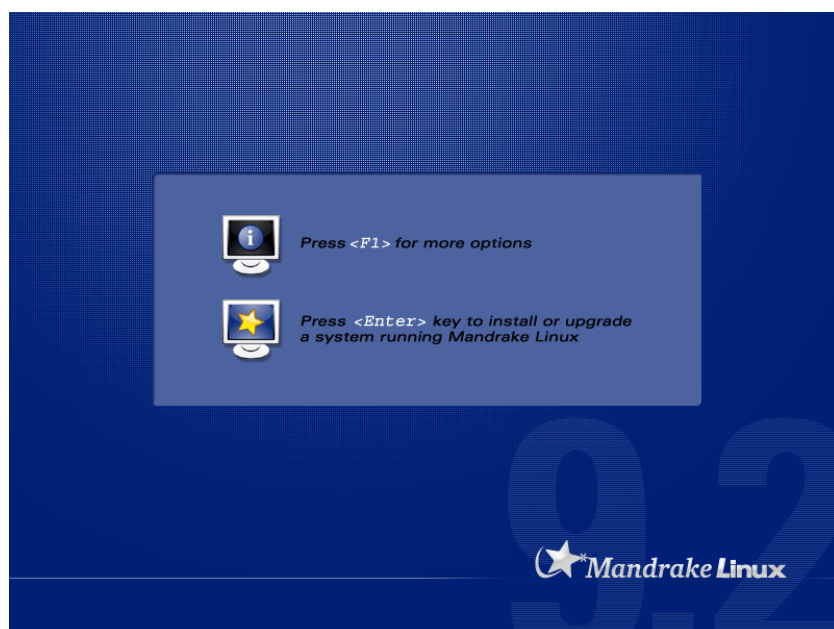 Press <F1> for more options
Press <Enter> key to install or upgrade
a system running Mandrake Linux
9.2
Mandrake Linux